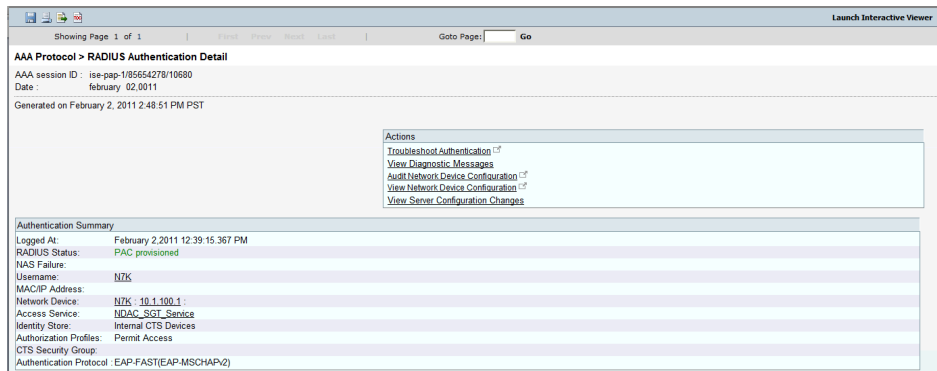 Launch Interactive Viewer
Showing Page 1 of 1 | First Prev Next Last | Goto Page: Go
AAA Protocol > RADIUS Authentication Detail
AAA session ID : ise-pap-1/85654278/10680
Date : february 02,0011
Generated on February 2, 2011 2:48:51 PM PST
Actions
Troubleshoot Authentication
View Diagnostic Messages
Audit Network Device Configuration
View Network Device Configuration
View Server Configuration Changes
Authentication Summary
Logged At: February 2,2011 12:39:15.367 PM
RADIUS Status: PAC provisioned
NAS Failure:
Username: N7K
MAC/IP Address:
Network Device: N7K : 10.1.100.1 :
Access Service: NDAC_SGT_Service
Identity Store: Internal CTS Devices
Authorization Profiles: Permit Access
CTS Security Group:
Authentication Protocol : EAP-FAST(EAP-MSCHAPv2)